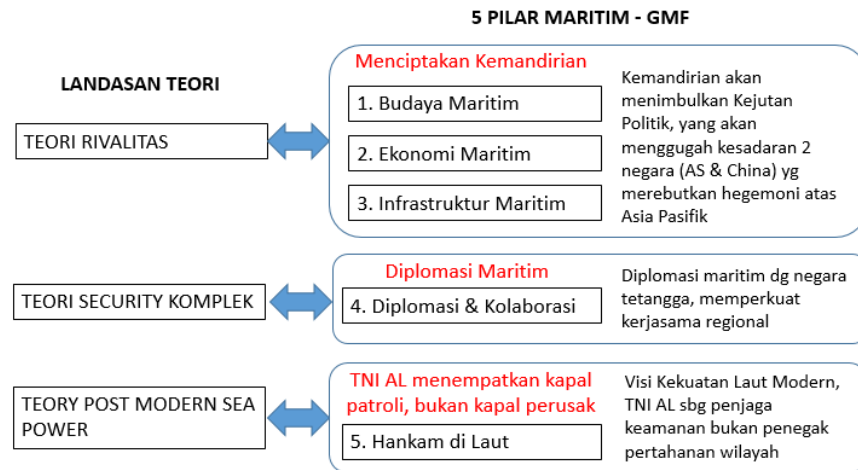 5 PILAR MARITIM - GMF
LANDASAN TEORI
TEORI RIVALITAS
Menciptakan Kemandirian
1. Budaya Maritim
2. Ekonomi Maritim
3. Infrastruktur Maritim
Kemandirian akan
menimbulkan Kejutan
Politik, yang akan
menggugah kesadaran 2
negara (AS & China) yg
merebutkan hegemoni atas
Asia Pasifik
TEORI SECURITY KOMPLEK
Diplomasi Maritim
4. Diplomasi & Kolaborasi
Diplomasi maritim dg negara
tetangga, memperkuat
kerjasama regional
TEORY POST MODERN SEA
POWER
TNI AL menempatkan kapal
patroli, bukan kapal perusak
5. Hankam di Laut
Visi Kekuatan Laut Modern,
TNI AL sbg penjaga
keamanan bukan penegak
pertahanan wilayah